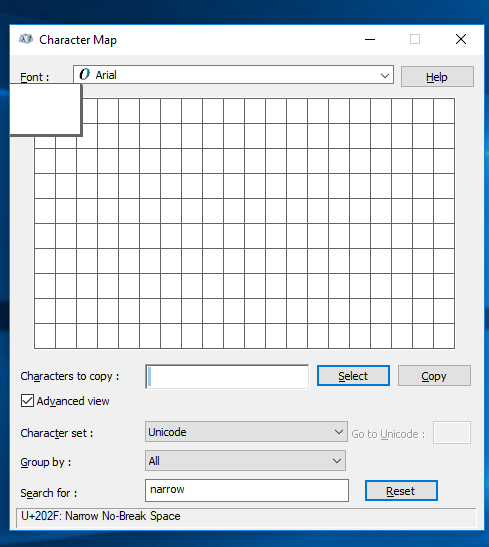 Character Map
Font :
Arial
Help
Characters to copy :
Select
Copy
Advanced view
Character set :
Unicode
Go to Unicode :
Group by :
All
Search for :
narrow
Reset
U+202F: Narrow No-Break Space